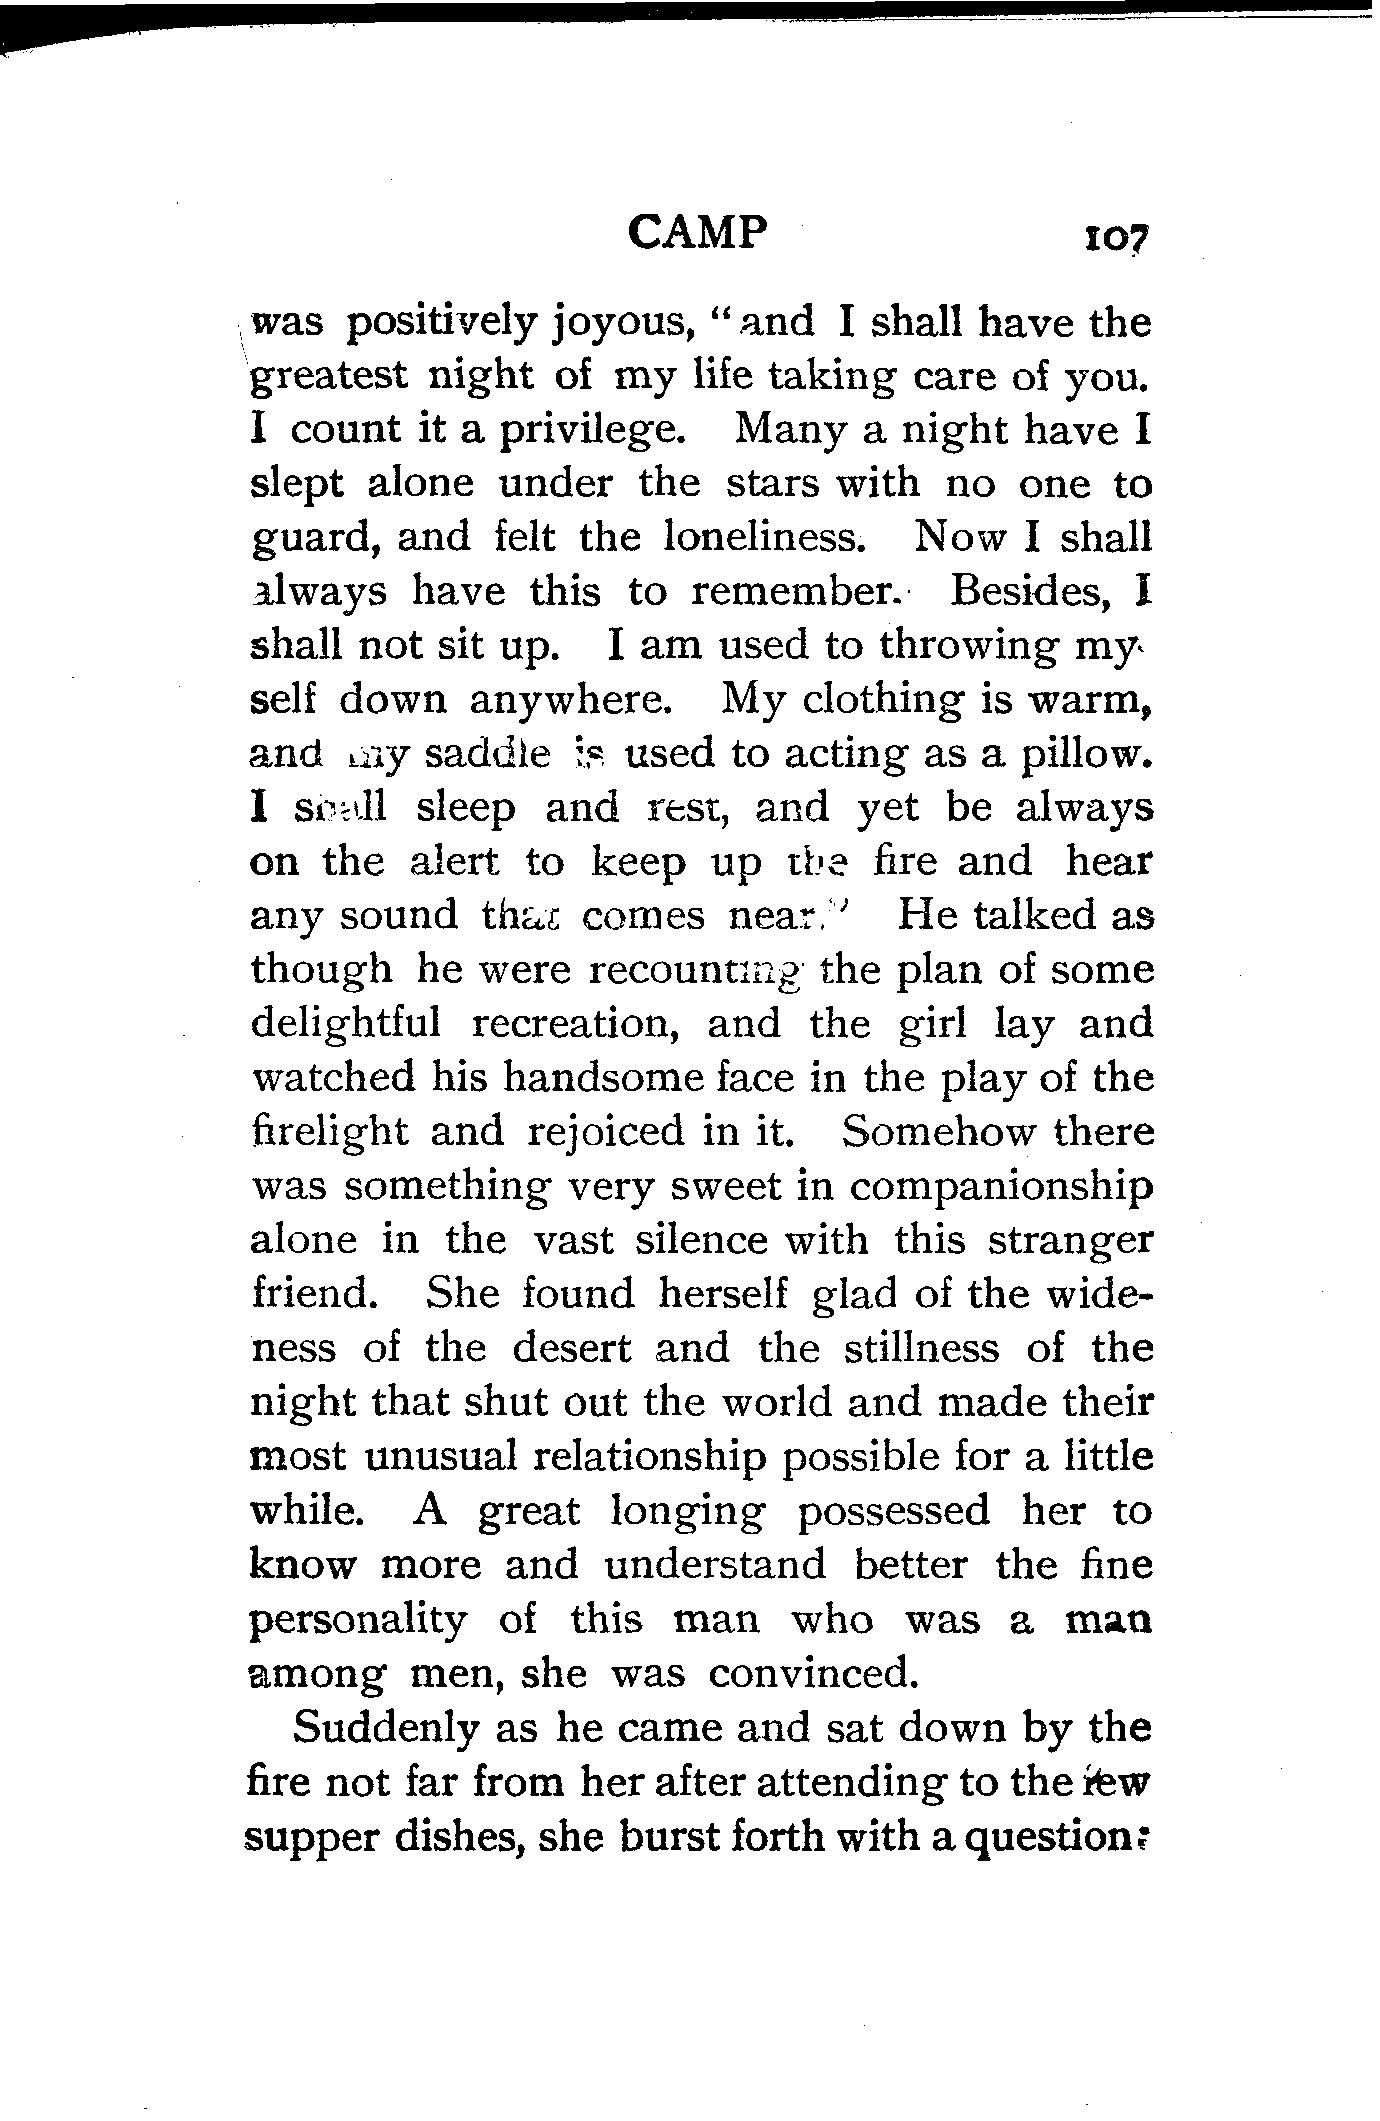 CAMP 107
was positively joyous, "and I shall have the
greatest night of my life taking care of you.
I count it a privilege. Many a night have I
slept alone under the stars with no one to
guard, and felt the loneliness. Now I shall
always have this to remember. Besides, I
shall not sit up. I am used to throwing my-
self down anywhere. My clothing is warm,
and my saddle is used to acting as a pillow.
I shall sleep and rest, and yet be always
on the alert to keep up the fire and hear
any sound that comes near." He talked as
though he were recounting the plan of some
delightful recreation, and the girl lay and
watched his handsome face in the play of the
firelight and rejoiced in it. Somehow there
was something very sweet in companionship
alone in the vast silence with this stranger
friend. She found herself glad of the wide-
ness of the desert and the stillness of the
night that shut out the world and made their
most unusual relationship possible for a little
while. A great longing possessed her to
know more and understand better the fine
personality of this man who was a man
among men, she was convinced.
Suddenly as he came and sat down by the
fire not far from her after attending to the few
supper dishes, she burst forth with a question: